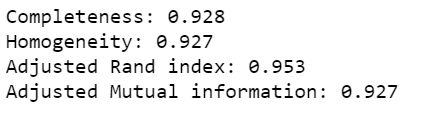 Completeness: 0.928
Homogeneity: 0.927
Adjusted Rand index: 0.953
Adjusted Mutual information: 0.927